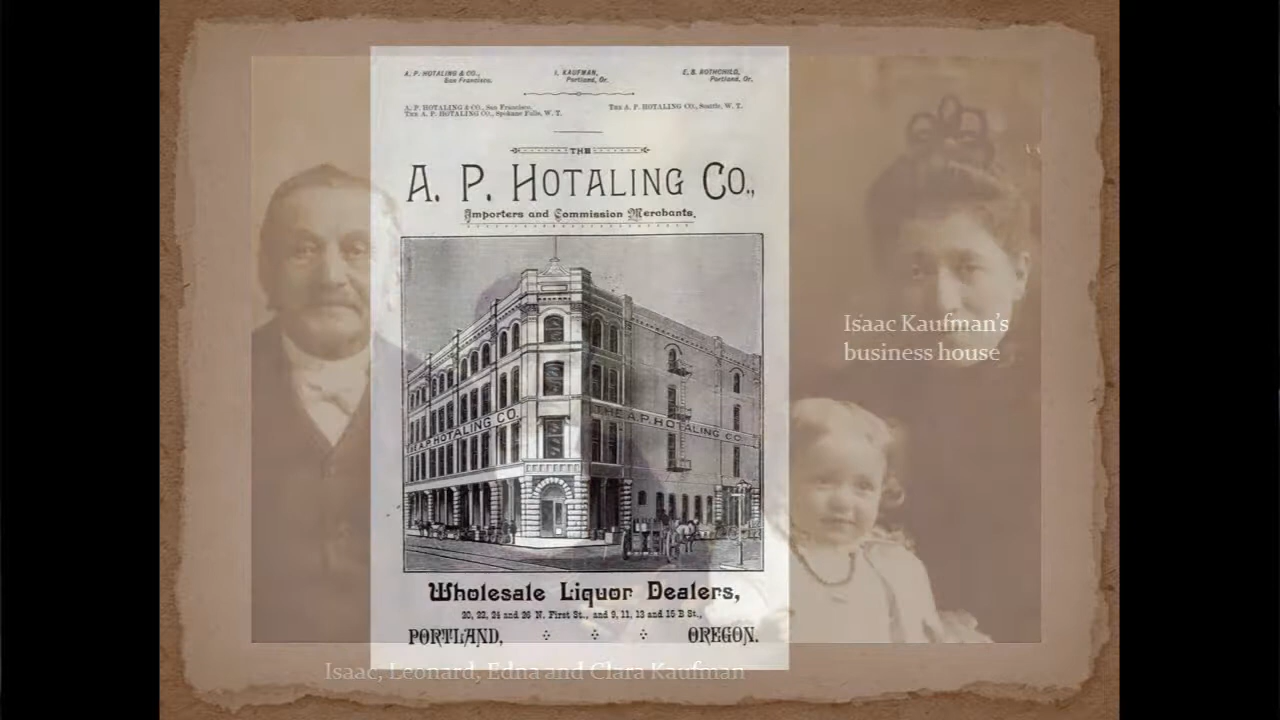 A. P. HOTALING & CO.,
San Francisco.
I. KAUFMAN,
Portland, Or.
E. B. ROTHCHILD,
Portland, Or.
A. P. HOTALING & CO., San Francisco.
THE A. P. HOTALING CO., Spokane Falls, W. T.
THE A. P. HOTALING CO., Seattle, W. T.
THE
A. P. HOTALING CO.,
Importers and Commission Merchants,
THE A.P. HOTALING CO.
THE A.P. HOTALING CO.
Wholesale Liquor Dealers,
20, 22, 24 and 26 N. First St., and 9, 11, 13 and 15 B St.,
PORTLAND, OREGON.
Isaac Kaufman's
business house
Isaac, Leonard, Edna and Clara Kaufman